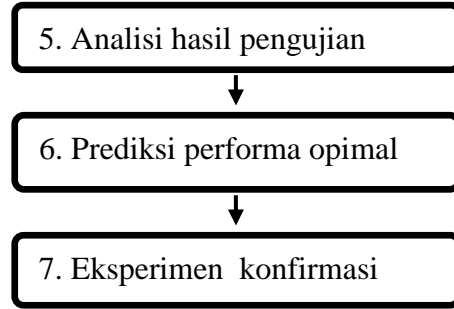 5. Analisi hasil pengujian
6. Prediksi performa opimal
7. Eksperimen konfirmasi